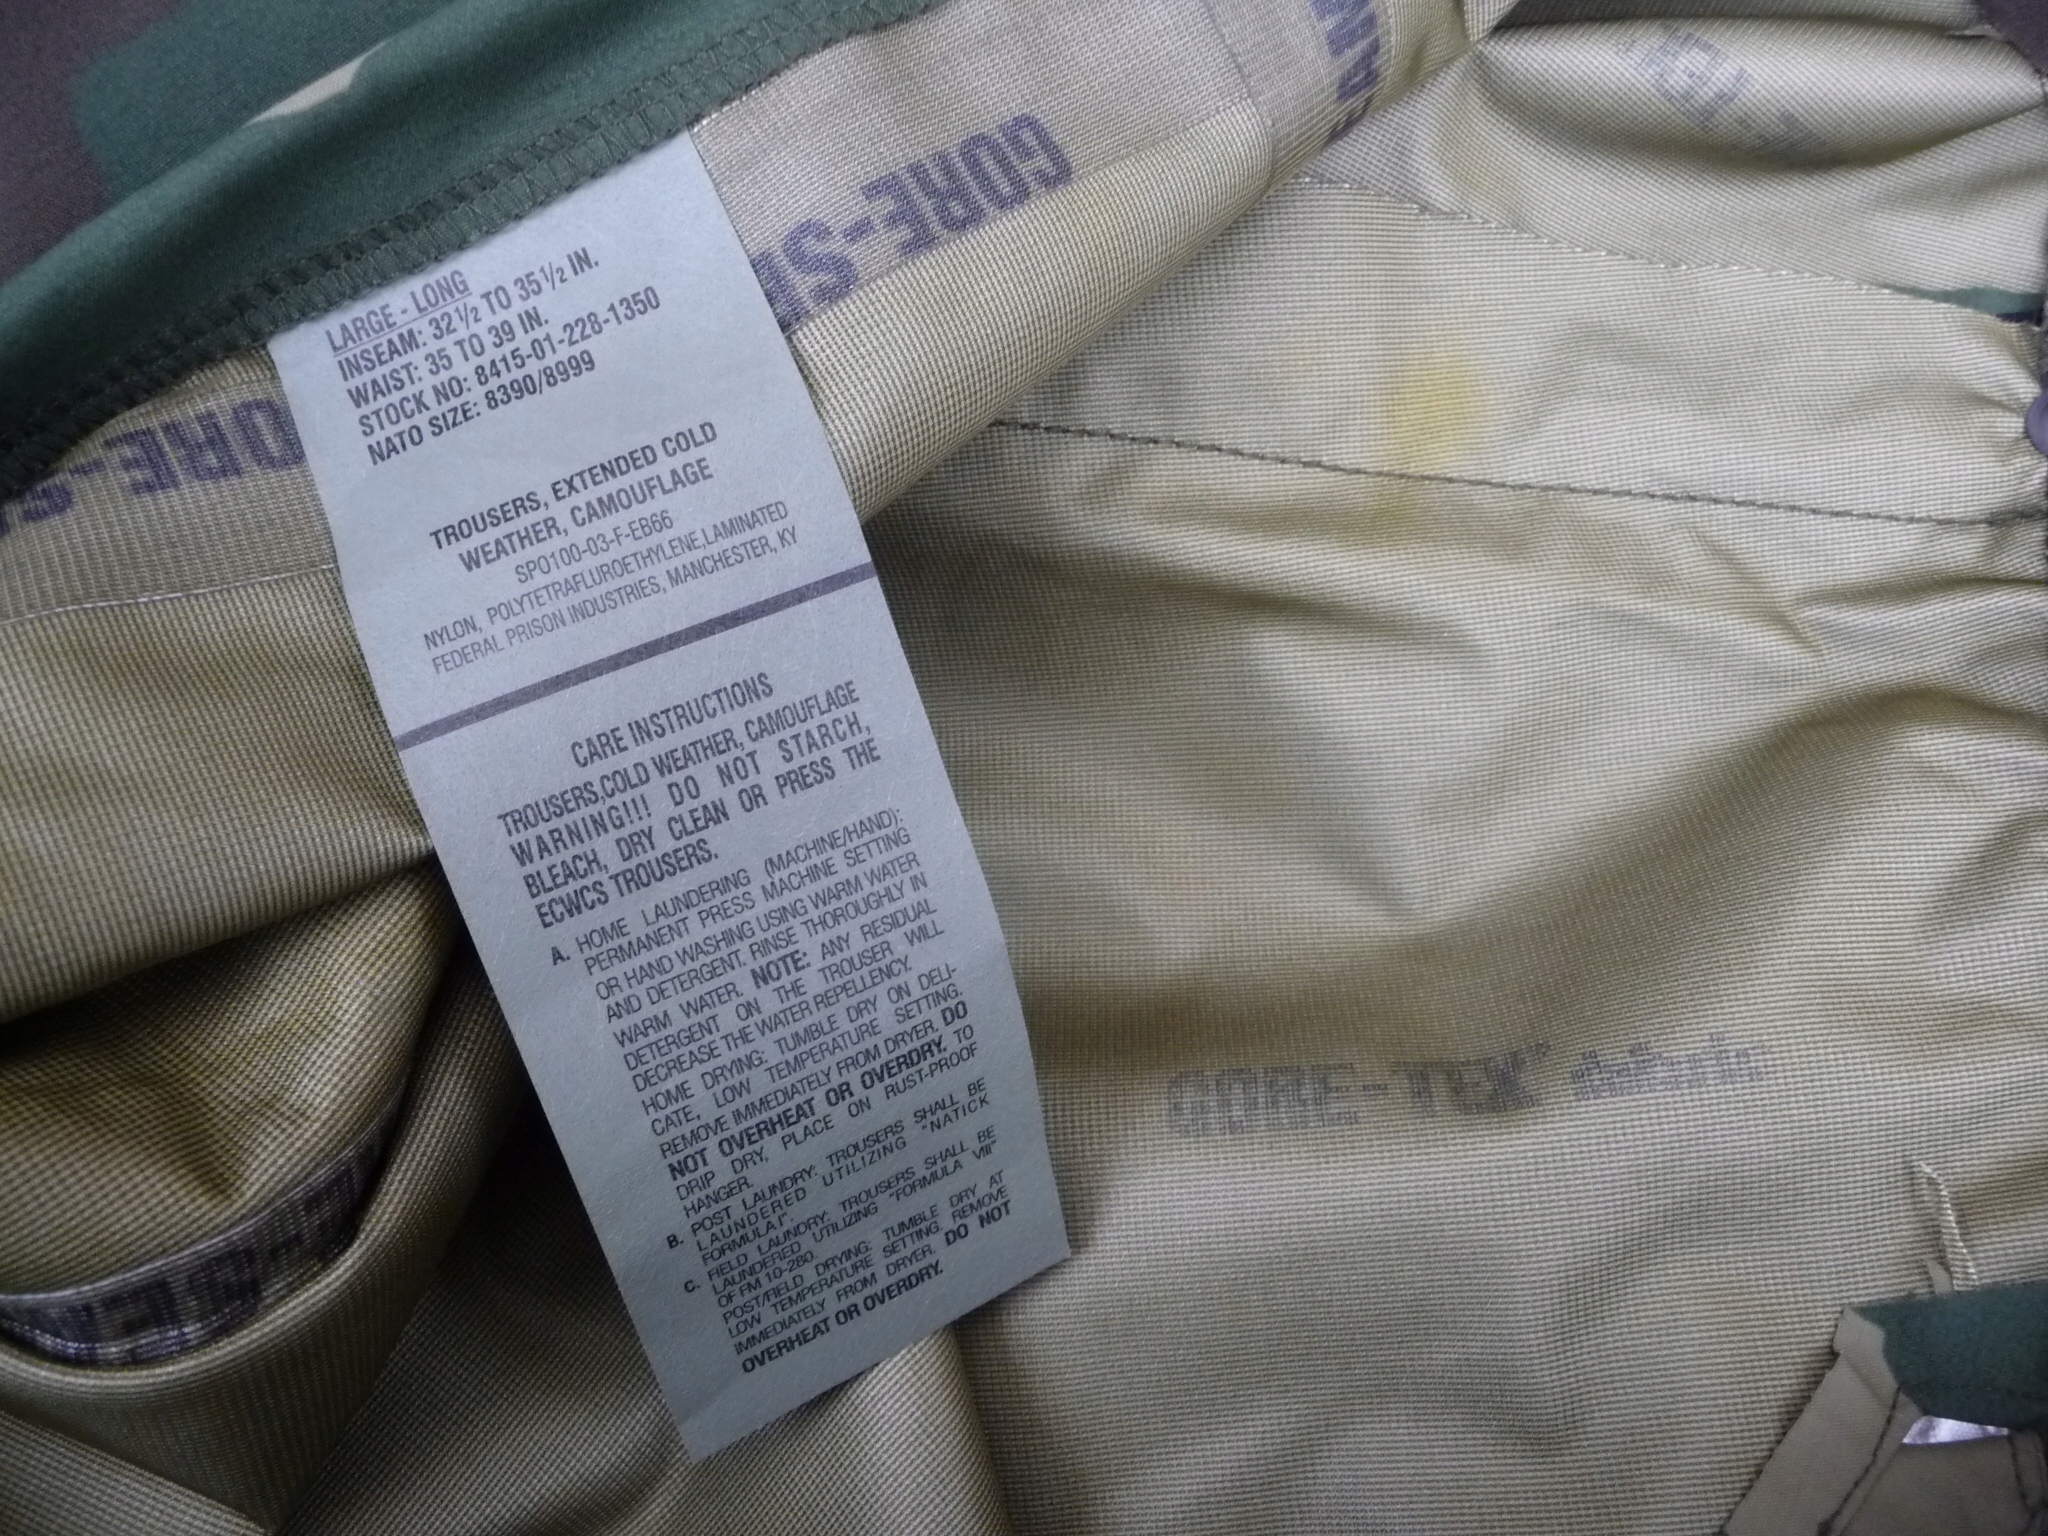 LARGE - LONG
INSEAM: 32 1/2 TO 35 1/2 IN.
WAIST: 35 TO 39 IN.
STOCK NO: 8415-01-228-1350
NATO SIZE: 8390/8999
TROUSERS, EXTENDED COLD
WEATHER, CAMOUFLAGE
SPO100-03-F-EB66
NYLON, POLYTETRAFLUROETHYLENE,LAMINATED
FEDERAL PRISON INDUSTRIES, MANCHESTER, KY
CARE INSTRUCTIONS
TROUSERS,COLD WEATHER, CAMOUFLAGE
WARNING!!! DO NOT STARCH,
BLEACH, DRY CLEAN OR PRESS THE
ECWCS TROUSERS.
A. HOME LAUNDERING (MACHINE/HAND):
PERMANENT PRESS MACHINE SETTING
OR HAND WASHING USING WARM WATER
AND DETERGENT. RINSE THOROUGHLY IN
WARM WATER. NOTE: ANY RESIDUAL
DETERGENT ON THE TROUSER WILL
DECREASE THE WATER REPELLENCY.
HOME DRYING: TUMBLE DRY ON DELI-
CATE, LOW TEMPERATURE SETTING.
REMOVE IMMEDIATELY FROM DRYER. DO
NOT OVERHEAT OR OVERDRY. TO
DRIP DRY, PLACE ON RUST-PROOF
HANGER.
B. POST LAUNDRY: TROUSERS SHALL BE
LAUNDERED UTILIZING "NATICK
FORMULA I".
C. FIELD LAUNDRY: TROUSERS SHALL BE
LAUNDERED UTILIZING "FORMULA VIII"
OF FM 10-280.
POST/FIELD DRYING: TUMBLE DRY AT
LOW TEMPERATURE SETTING. REMOVE
IMMEDIATELY FROM DRYER. DO NOT
OVERHEAT OR OVERDRY.
GORE-SE
ORE-S
GORE-TEX fabric